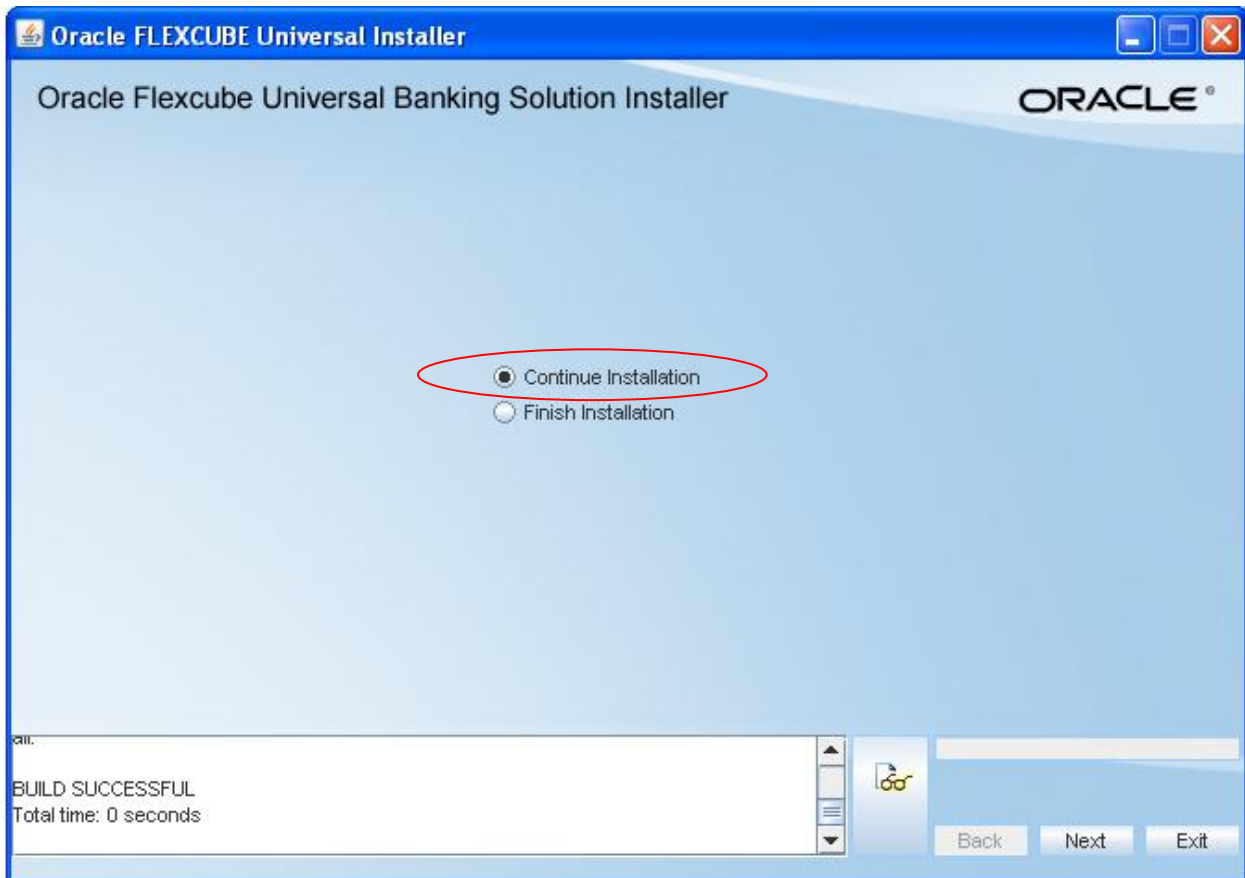 Oracle FLEXCUBE Universal Installer
Oracle Flexcube Universal Banking Solution Installer
ORACLE®
Continue Installation
Finish Installation
BUILD SUCCESSFUL
Total time: 0 seconds
Back Next Exit